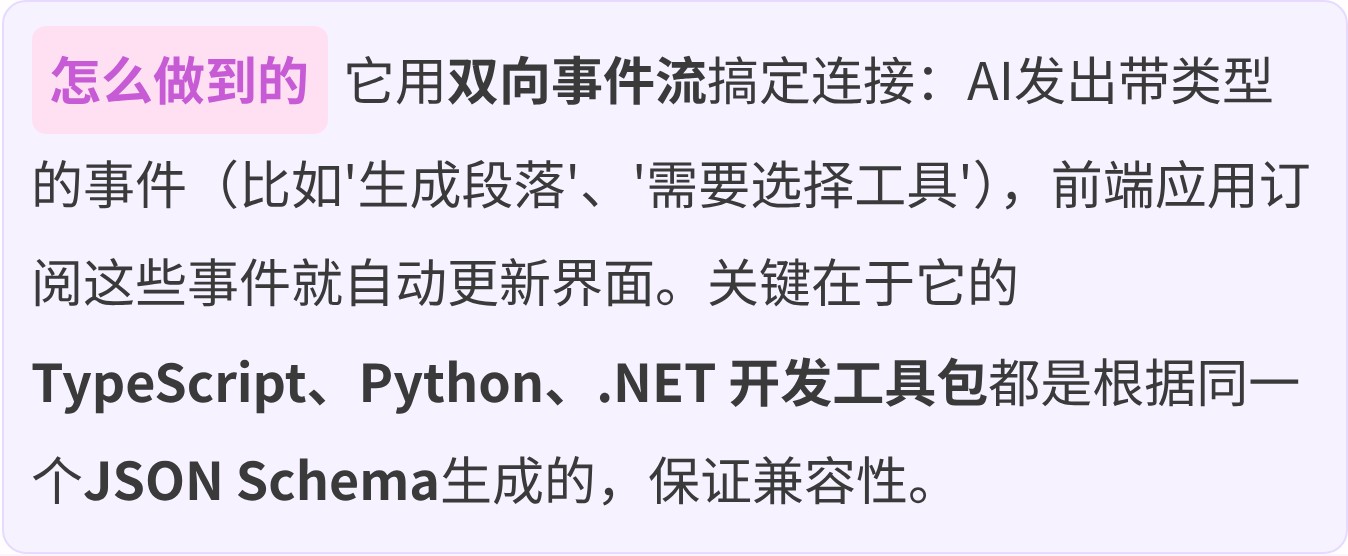 怎么做到的 它用双向事件流搞定连接：AI发出带类型
的事件（比如'生成段落'、'需要选择工具'），前端应用订
阅这些事件就自动更新界面。关键在于它的
TypeScript、Python、.NET 开发工具包都是根据同一
个JSON Schema生成的，保证兼容性。